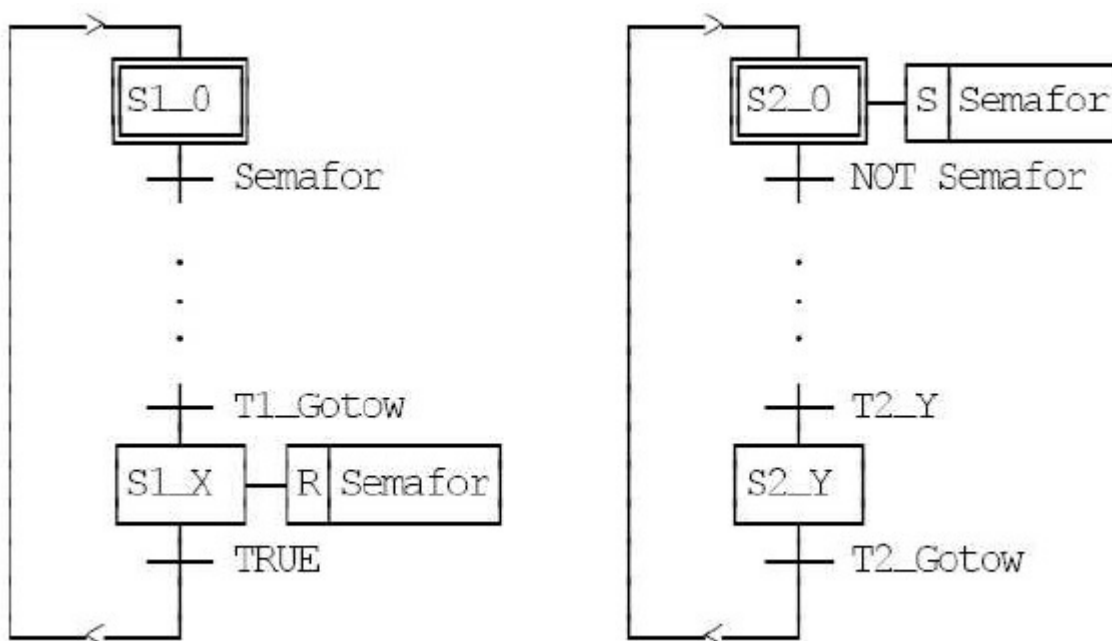 S1_0
Semafor
T1_Gotow
S1_X R Semafor
TRUE
S2_0 S Semafor
NOT Semafor
T2_Y
S2_Y
T2_Gotow